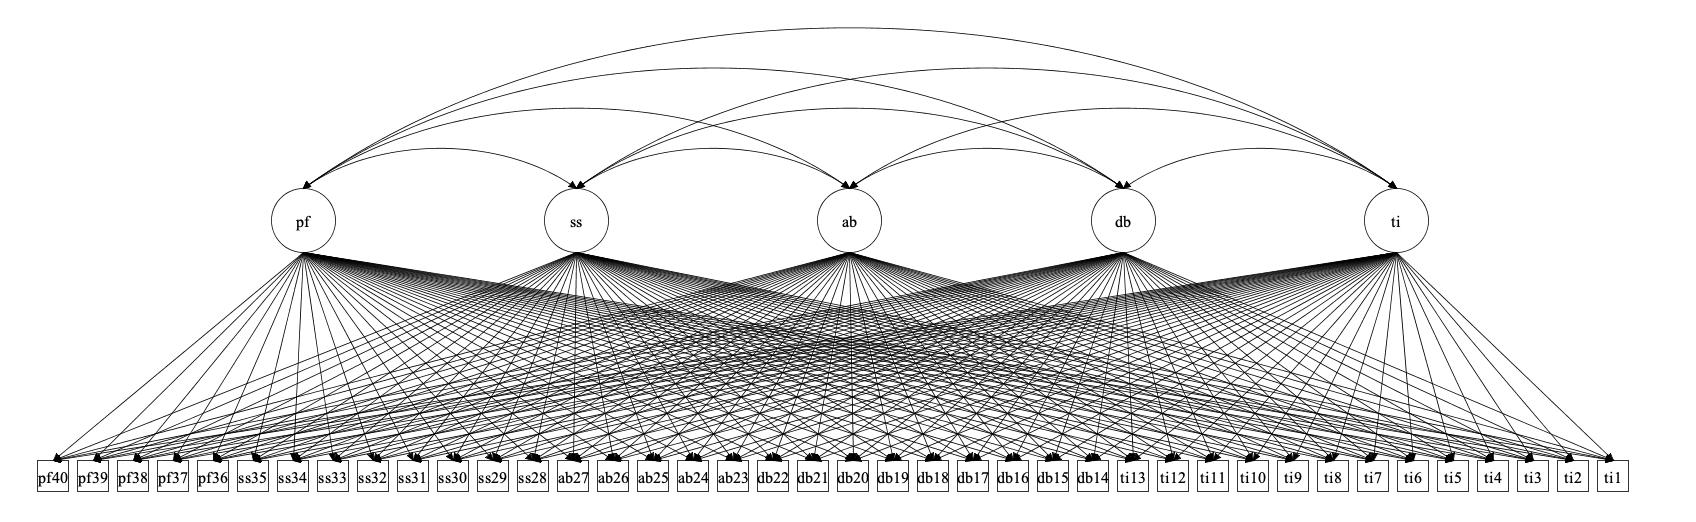 pf ss ab db ti
pf40 pf39 pf38 pf37 pf36 ss35 ss34 ss33 ss32 ss31 ss30 ss29 ss28 ab27 ab26 ab25 ab24 ab23 db22 db21 db20 db19 db18 db17 db16 db15 db14 ti13 ti12 ti11 ti10 ti9 ti8 ti7 ti6 ti5 ti4 ti3 ti2 ti1